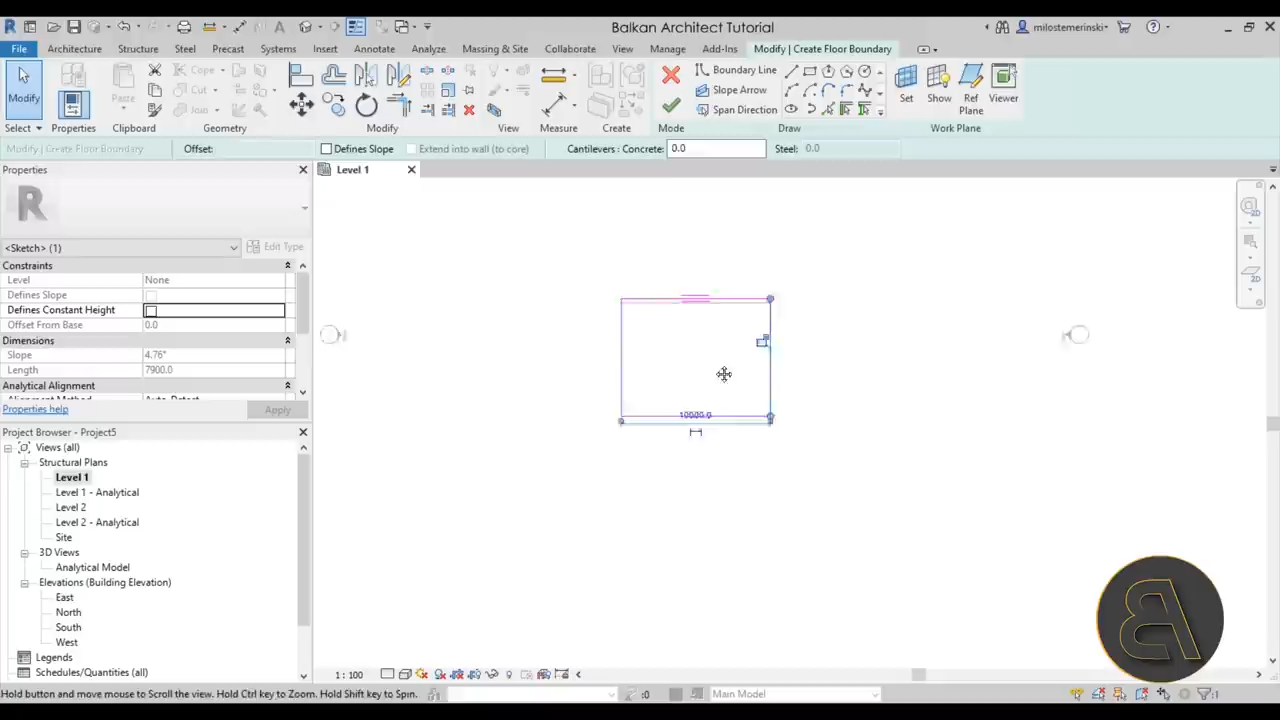 Balkan Architect Tutorial
milostemerinski
File
Architecture
Structure
Steel
Precast
Systems
Insert
Annotate
Analyze
Massing & Site
Collaborate
View
Manage
Add-Ins
Modify | Create Floor Boundary
Modify
Paste
Cope
Cut
Join
Boundary Line
Slope Arrow
Span Direction
Set
Show
Ref
Plane
Viewer
Select
Properties
Clipboard
Geometry
Modify
View
Measure
Create
Mode
Draw
Work Plane
Modify | Create Floor Boundary
Offset:
Defines Slope
Extend into wall (to core)
Cantilevers : Concrete:
0.0
Steel:
0.0
Properties
Level 1
<Sketch> (1)
Edit Type
Constraints
Level
None
Defines Slope
Defines Constant Height
Offset From Base
0.0
Dimensions
Slope
4.76°
Length
7900.0
Analytical Alignment
Properties help
Apply
Project Browser - Project5
Views (all)
Structural Plans
Level 1
Level 1 - Analytical
Level 2
Level 2 - Analytical
Site
3D Views
Analytical Model
Elevations (Building Elevation)
East
North
South
West
Legends
Schedules/Quantities (all)
10000.0
1 : 100
Hold button and move mouse to Scroll the view. Hold Ctrl key to Zoom. Hold Shift key to Spin.
:0
Main Model
:1